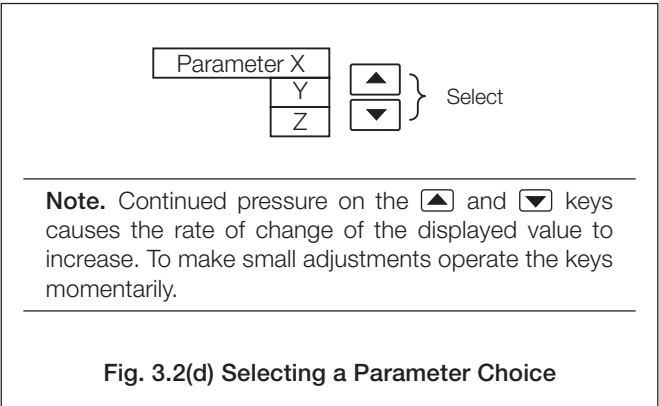 Parameter X
Y
Z
Select
Note. Continued pressure on the ▲ and ▼ keys
causes the rate of change of the displayed value to
increase. To make small adjustments operate the keys
momentarily.
Fig. 3.2(d) Selecting a Parameter Choice